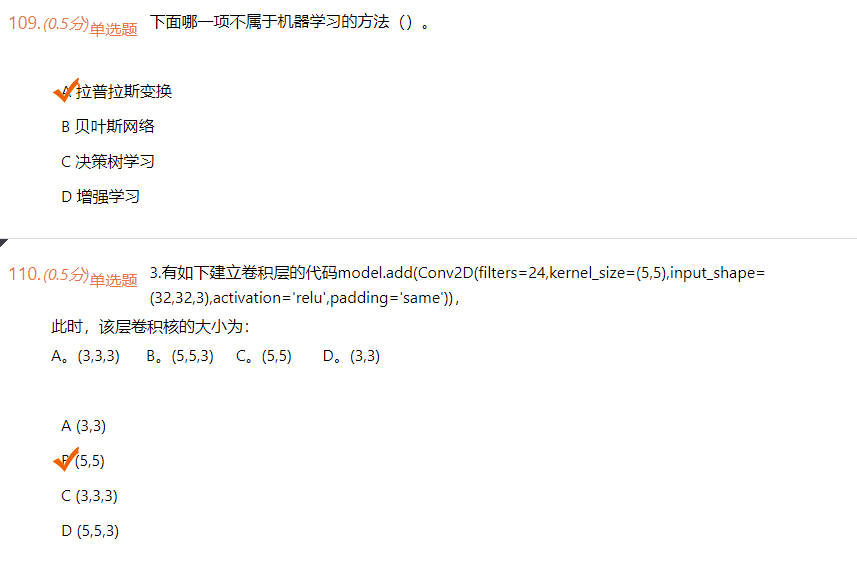 109.(0.5分)单选题 下面哪一项不属于机器学习的方法（）。
A 拉普拉斯变换
B 贝叶斯网络
C 决策树学习
D 增强学习
110.(0.5分)单选题 3.有如下建立卷积层的代码model.add(Conv2D(filters=24,kernel_size=(5,5),input_shape=
(32,32,3),activation='relu',padding='same'))，
此时，该层卷积核的大小为：
A。(3,3,3) B。(5,5,3) C。(5,5) D。(3,3)
A (3,3)
B (5,5)
C (3,3,3)
D (5,5,3)